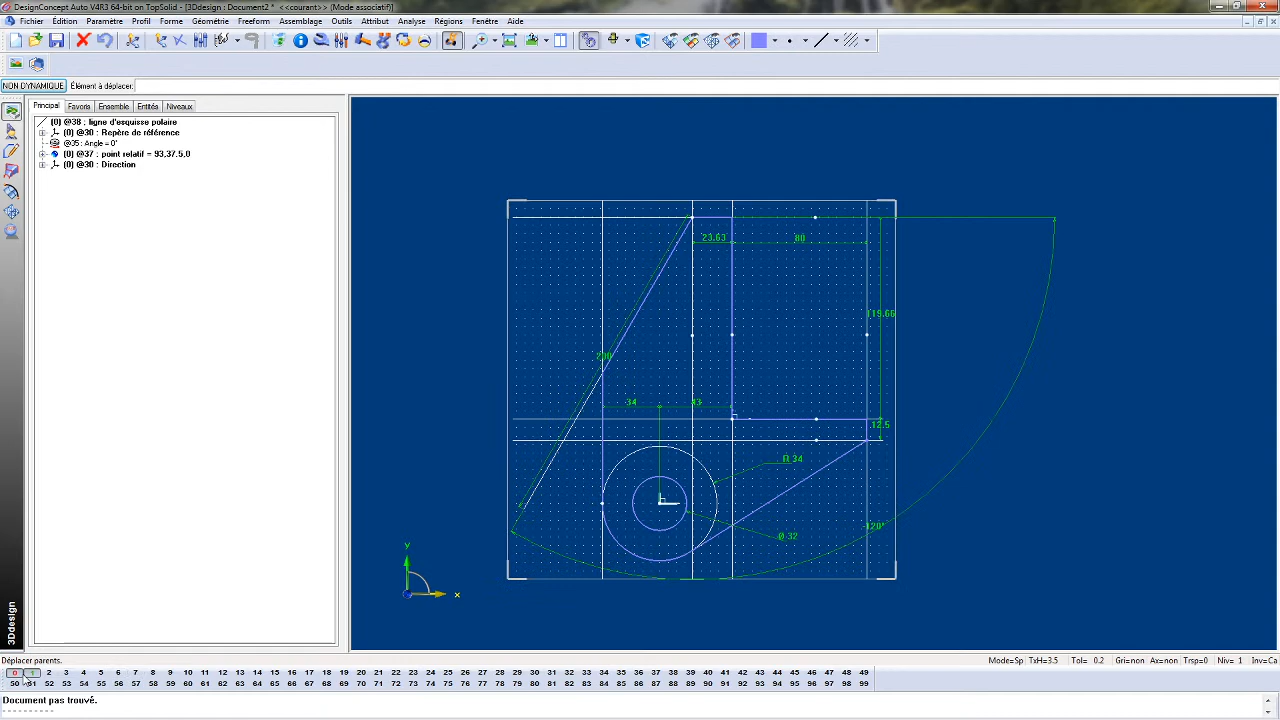 DesignConcept Auto V4R3 64-bit on TopSolid - [3Ddesign : Document2 * <<courant>> (Mode associatif)]
Fichier Édition Paramètre Profil Forme Géométrie Freeform Assemblage Outils Attribut Analyse Régions Fenêtre ?
NON DYNAMIQUE Élément à déplacer:
Principal Favoris Ensemble Entités Niveaux
(0) @38 : ligne d'esquisse polaire
(0) @30 : Repère de référence
@35 : Angle = 0°
(0) @37 : point relatif = 93,37.5,0
(0) @30 : Direction
23.63 80
119.66
200
34 43
12.5
R 34
120°
Ø 32
Y
X
3Ddesign
Déplacer parents. Mode=Sp TsH=3.5 Tol= 0.2 Gri=non Ax=non Trsp=0 Niv= 1 Inv=Ca
0 1 2 3 4 5 6 7 8 9 10 11 12 13 14 15 16 17 18 19 20 21 22 23 24 25 26 27 28 29 30 31 32 33 34 35 36 37 38 39 40 41 42 43 44 45 46 47 48 49
50 51 52 53 54 55 56 57 58 59 60 61 62 63 64 65 66 67 68 69 70 71 72 73 74 75 76 77 78 79 80 81 82 83 84 85 86 87 88 89 90 91 92 93 94 95 96 97 98 99
Document pas trouvé.
----------